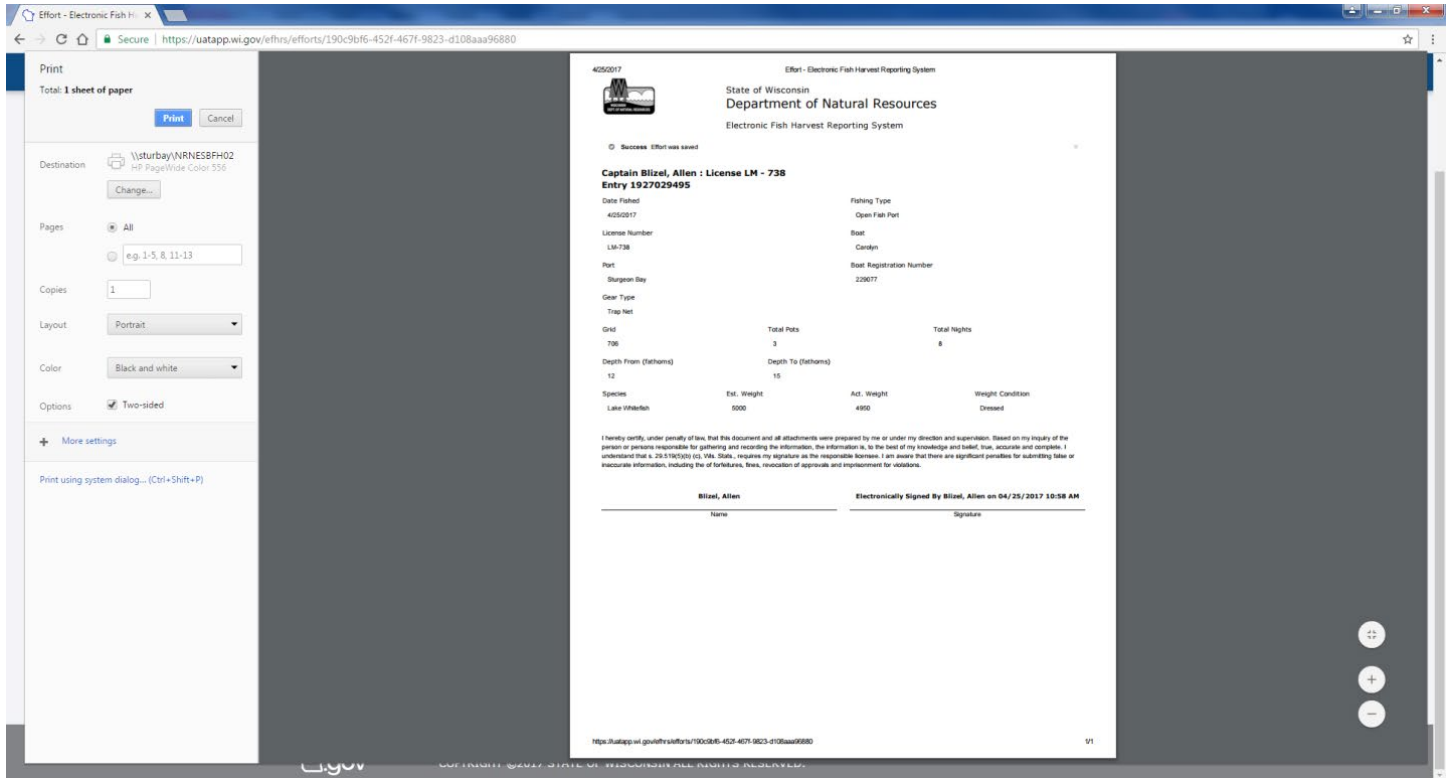 Effort - Electronic Fish H
Secure | https://uatapp.wi.gov/efhrs/efforts/190c9bf6-452f-467f-9823-d108aaa96880
Print
Total: 1 sheet of paper
Print Cancel
Destination \\sturbay\NRNESBFH02
HP PageWide Color 556
Change...
Pages All
e.g. 1-5, 8, 11-13
Copies 1
Layout Portrait
Color Black and white
Options Two-sided
+ More settings
Print using system dialog... (Ctrl+Shift+P)
4/25/2017 Effort - Electronic Fish Harvest Reporting System
State of Wisconsin
Department of Natural Resources
Electronic Fish Harvest Reporting System
Success Effort was saved
Captain Blizel, Allen : License LM - 738
Entry 1927029495
Date Fished Fishing Type
4/25/2017 Open Fish Port
License Number Boat
LM-738 Carolyn
Port Boat Registration Number
Sturgeon Bay 229077
Gear Type
Trap Net
Grid Total Pots Total Nights
706 3 8
Depth From (fathoms) Depth To (fathoms)
12 15
Species Est. Weight Act. Weight Weight Condition
Lake Whitefish 5000 4950 Dressed
I hereby certify, under penalty of law, that this document and all attachments were prepared by me or under my direction and supervision. Based on my inquiry of the
person or persons responsible for gathering and recording the information, the information is, to the best of my knowledge and belief, true, accurate and complete. I
understand that s. 29.519(5)(b) (c), Wis. Stats., requires my signature as the responsible licensee. I am aware that there are significant penalties for submitting false or
inaccurate information, including the of forfeitures, fines, revocation of approvals and imprisonment for violations.
Blizel, Allen Electronically Signed By Blizel, Allen on 04/25/2017 10:58 AM
Name Signature
https://uatapp.wi.gov/efhrs/efforts/190c9bf6-452f-467f-9823-d108aaa96880 1/1
.gov COPYRIGHT ©2017 STATE OF WISCONSIN ALL RIGHTS RESERVED.